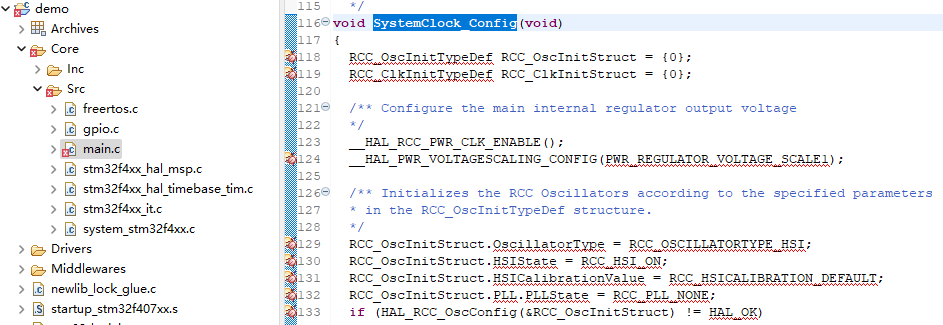 demo
Archives
Core
Inc
Src
freertos.c
gpio.c
main.c
stm32f4xx_hal_msp.c
stm32f4xx_hal_timebase_tim.c
stm32f4xx_it.c
system_stm32f4xx.c
Drivers
Middlewares
newlib_lock_glue.c
startup_stm32f407xx.s
115 */
116 void SystemClock_Config(void)
117 {
118 RCC_OscInitTypeDef RCC_OscInitStruct = {0};
119 RCC_ClkInitTypeDef RCC_ClkInitStruct = {0};
120
121 /** Configure the main internal regulator output voltage
122 */
123 __HAL_RCC_PWR_CLK_ENABLE();
124 __HAL_PWR_VOLTAGESCALING_CONFIG(PWR_REGULATOR_VOLTAGE_SCALE1);
125
126 /** Initializes the RCC Oscillators according to the specified parameters
127 * in the RCC_OscInitTypeDef structure.
128 */
129 RCC_OscInitStruct.OscillatorType = RCC_OSCILLATORTYPE_HSI;
130 RCC_OscInitStruct.HSIState = RCC_HSI_ON;
131 RCC_OscInitStruct.HSICalibrationValue = RCC_HSICALIBRATION_DEFAULT;
132 RCC_OscInitStruct.PLL.PLLState = RCC_PLL_NONE;
133 if (HAL_RCC_OscConfig(&RCC_OscInitStruct) != HAL_OK)